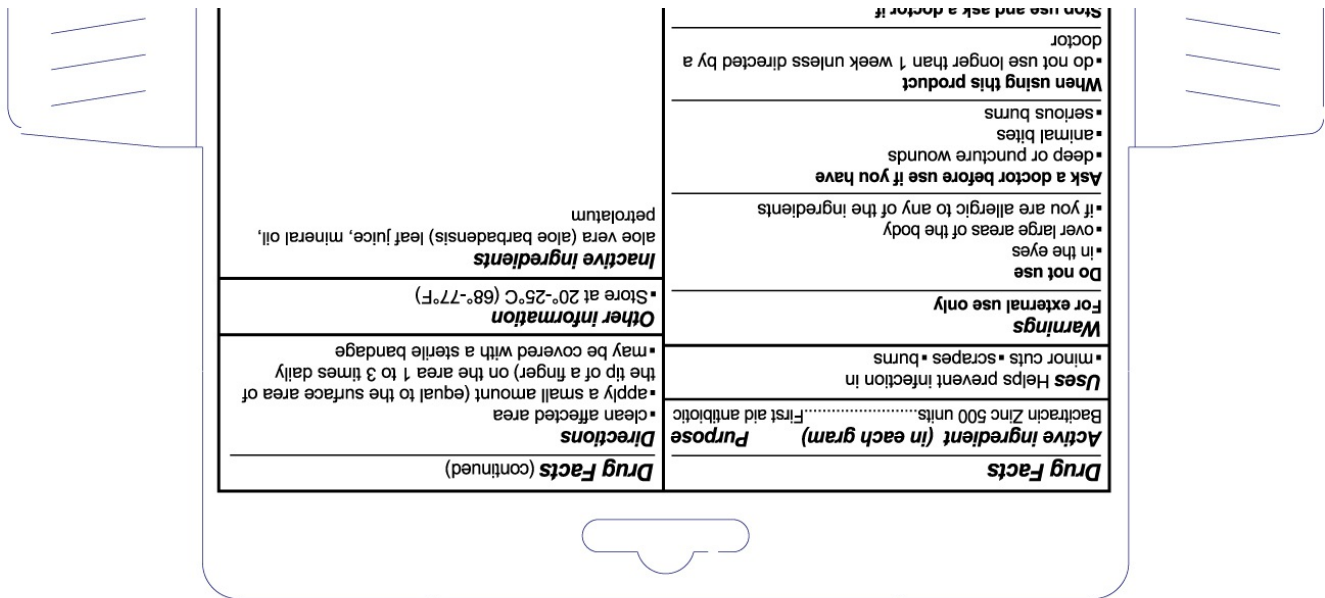 Drug Facts
Active ingredient (in each gram) Purpose
Bacitracin Zinc 500 units.......................First aid antibiotic
Uses Helps prevent infection in
▪ minor cuts ▪ scrapes ▪ burns
Warnings
For external use only
Do not use
▪ in the eyes
▪ over large areas of the body
▪ if you are allergic to any of the ingredients
Ask a doctor before use if you have
▪ deep or puncture wounds
▪ animal bites
▪ serious burns
When using this product
▪ do not use longer than 1 week unless directed by a
doctor
Stop use and ask a doctor if
Drug Facts (continued)
Directions
▪ clean affected area
▪ apply a small amount (equal to the surface area of
the tip of a finger) on the area 1 to 3 times daily
▪ may be covered with a sterile bandage
Other information
▪ Store at 20°-25°C (68°-77°F)
Inactive ingredients
aloe vera (aloe barbadensis) leaf juice, mineral oil,
petrolatum